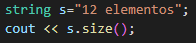 string s="12 elementos";
cout << s.size();